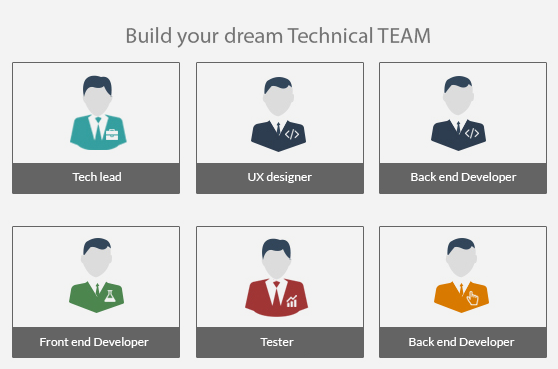 Build your dream Technical TEAM
Tech lead
UX designer
Back end Developer
Front end Developer
Tester
Back end Developer